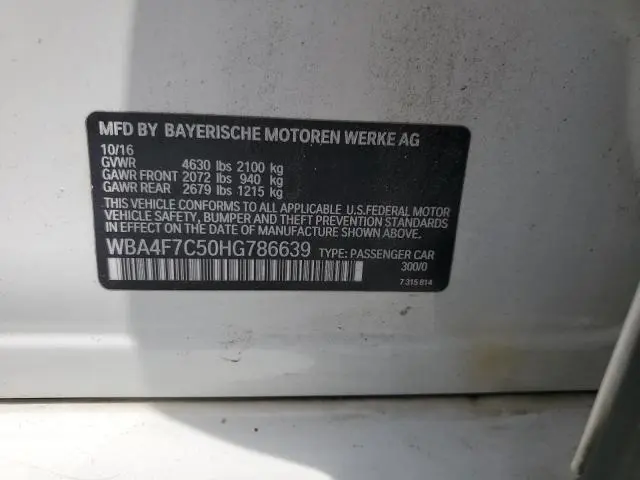 MFD BY BAYERISCHE MOTOREN WERKE AG
10/16
GVWR 4630 lbs 2100 kg
GAWR FRONT 2072 lbs 940 kg
GAWR REAR 2679 lbs 1215 kg
THIS VEHICLE CONFORMS TO ALL APPLICABLE U.S.FEDERAL MOTOR
VEHICLE SAFETY, BUMPER AND THEFT PREVENTION STANDARDS
IN EFFECT ON THE DATE OF MANUFACTURE SHOWN ABOVE.
WBA4F7C50HG786639 TYPE: PASSENGER CAR
300/0
7 315 814